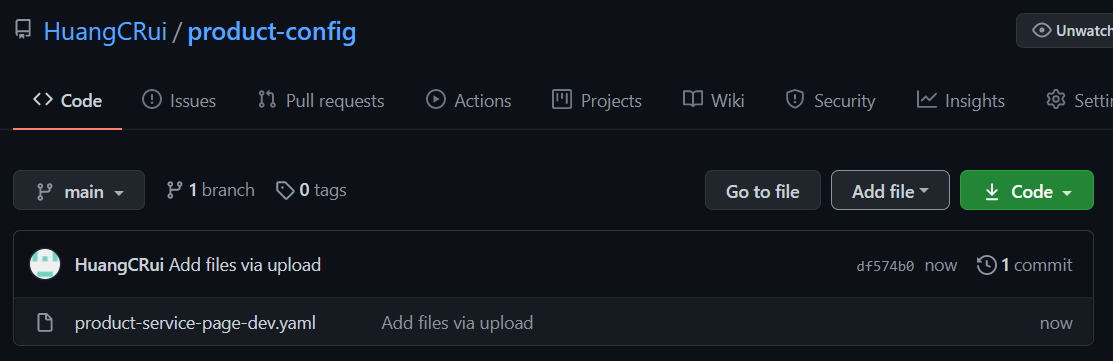 HuangCRui / product-config
Unwatch
Code Issues Pull requests Actions Projects Wiki Security Insights Settin
main 1 branch 0 tags Go to file Add file Code
HuangCRui Add files via upload df574b0 now 1 commit
product-service-page-dev.yaml Add files via upload now